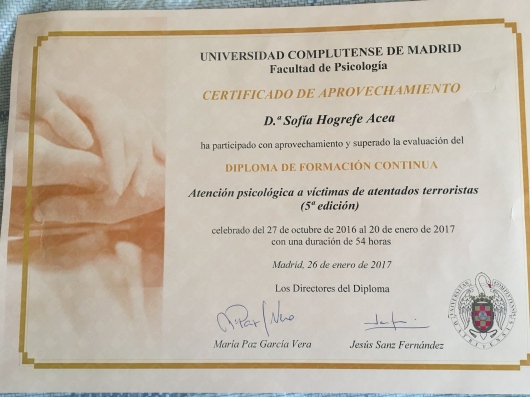 UNIVERSIDAD COMPLUTENSE DE MADRID
Facultad de Psicología
CERTIFICADO DE APROVECHAMIENTO
D.ª Sofía Hogrefe Acea
ha participado con aprovechamiento y superado la evaluación del
DIPLOMA DE FORMACIÓN CONTINUA
Atención psicológica a víctimas de atentados terroristas
(5ª edición)
celebrado del 27 de octubre de 2016 al 20 de enero de 2017
con una duración de 54 horas
Madrid, 26 de enero de 2017
Los Directores del Diploma
María Paz García Vera
Jesús Sanz Fernández